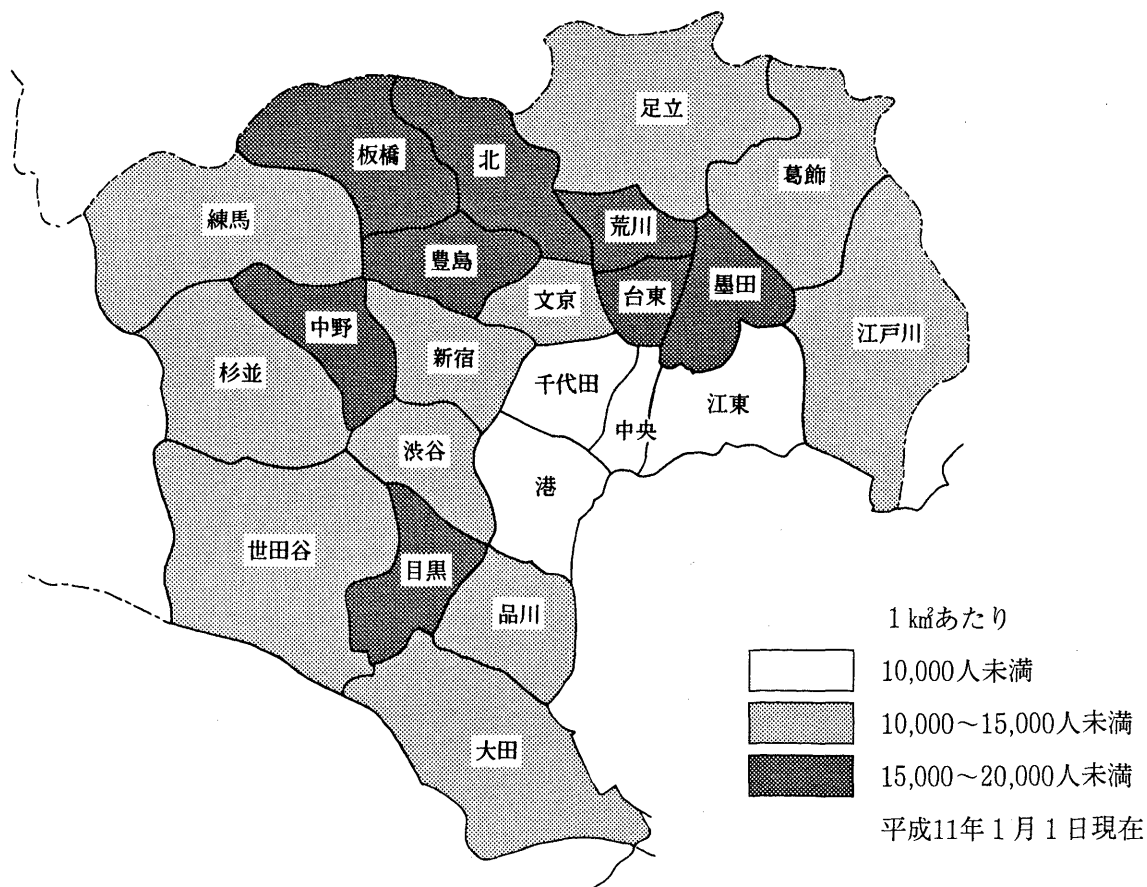 足立
板橋
北
葛飾
練馬
荒川
豊島
墨田
文京
台東
中野
江戸川
新宿
杉並
千代田
江東
中央
渋谷
港
世田谷
目黒
品川
大田
1㎢あたり
10,000人未満
10,000～15,000人未満
15,000～20,000人未満
平成11年1月1日現在